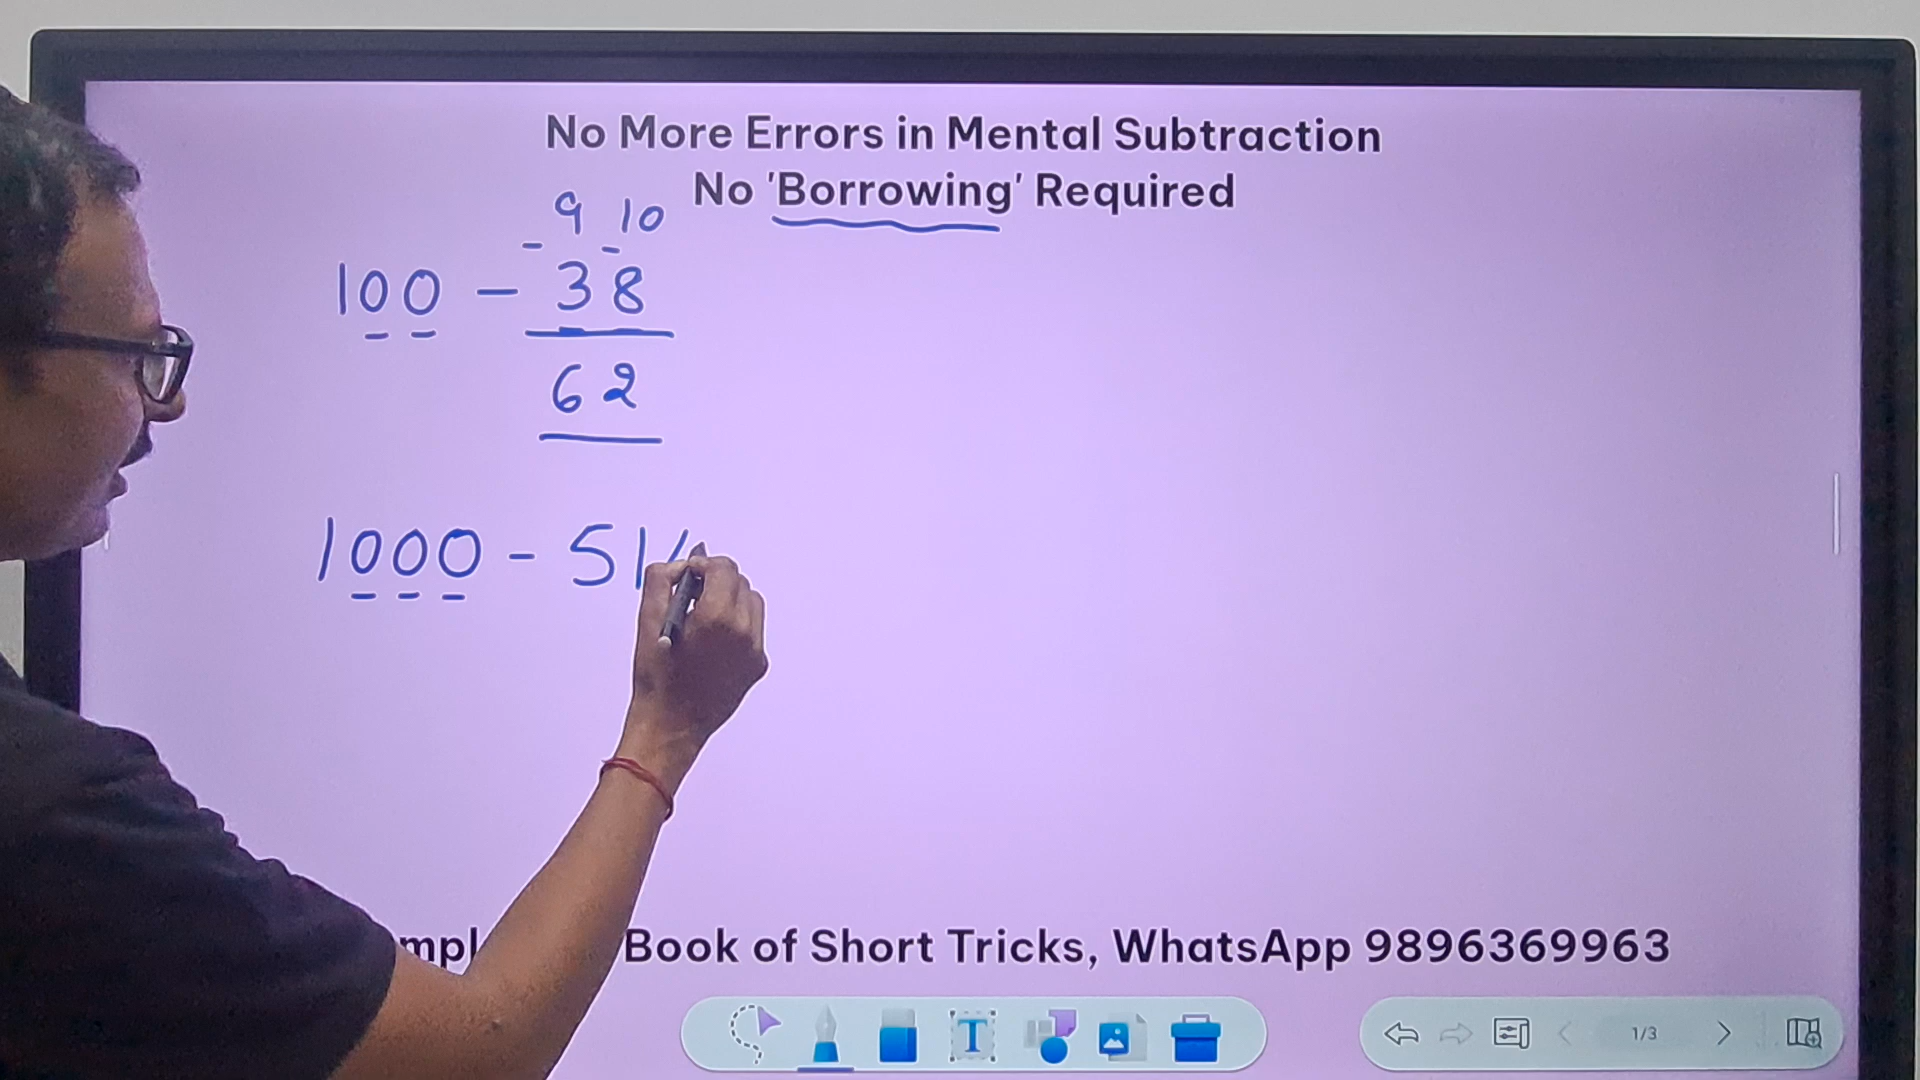 No More Errors in Mental Subtraction
No 'Borrowing' Required
9 10
100 - 38
62
1000 - 51
Book of Short Tricks, WhatsApp 9896369963
T
1/3